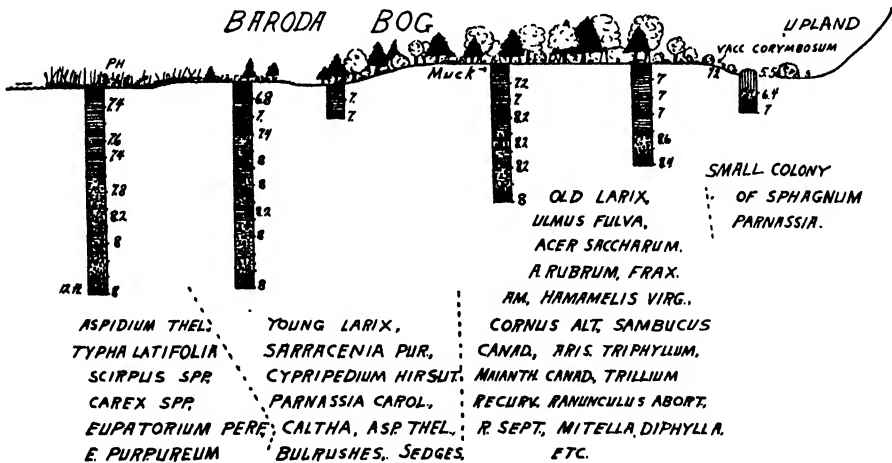 BARODA BOG
UPLAND
VACC CORYMBOSUM
PH
MUCK
7.4
7.6
7.4
7.8
8.2
8
12 ft.
8
6.8
7.
7.4
8
8
8.2
8
8
7.
7.
7.2
7
8.2
8.2
8.2
8
7
7
7
8.6
8.4
7.2
5.5
6.4
7
SMALL COLONY
OF SPHAGNUM
PARNASSIA.
OLD LARIX,
ULMUS FULVA,
ACER SACCHARUM.
A. RUBRUM, FRAX.
AM., HAMAMELIS VIRG.,
CORNUS ALT., SAMBUCUS
CANAD., ARIS. TRIPHYLLUM,
MAIANTH. CANAD., TRILLIUM
RECURV. RANUNCULUS ABORT.,
R. SEPT., MITELLA DIPHYLLA.
ETC.
ASPIDIUM THEL.
TYPHA LATIFOLIA
SCIRPUS SPP.
CAREX SPP.
EUPATORIUM PERF.
E. PURPUREUM
YOUNG LARIX,
SARRACENIA PUR.,
CYPRIPEDIUM HIRSUT.
PARNASSIA CAROL.,
CALTHA, ASP. THEL.,
BULRUSHES, SEDGES,